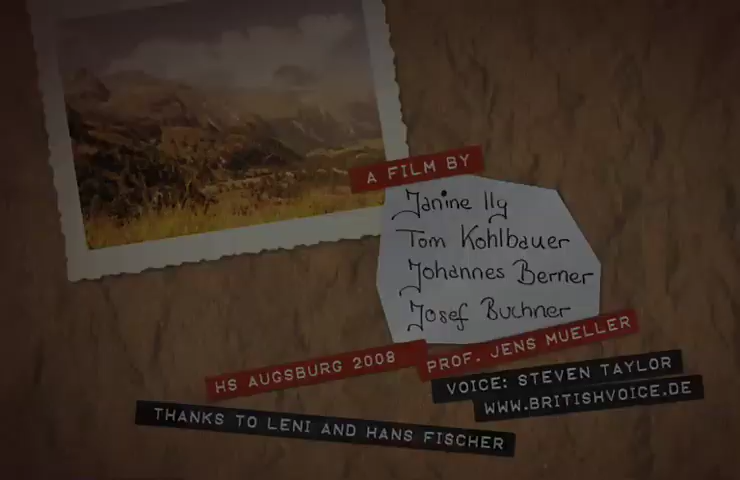 A FILM BY
Janine Ilg
Tom Kohlbauer
Johannes Berner
Josef Buchner
HS AUGSBURG 2008
PROF. JENS MUELLER
VOICE: STEVEN TAYLOR
WWW.BRITISHVOICE.DE
THANKS TO LENI AND HANS FISCHER